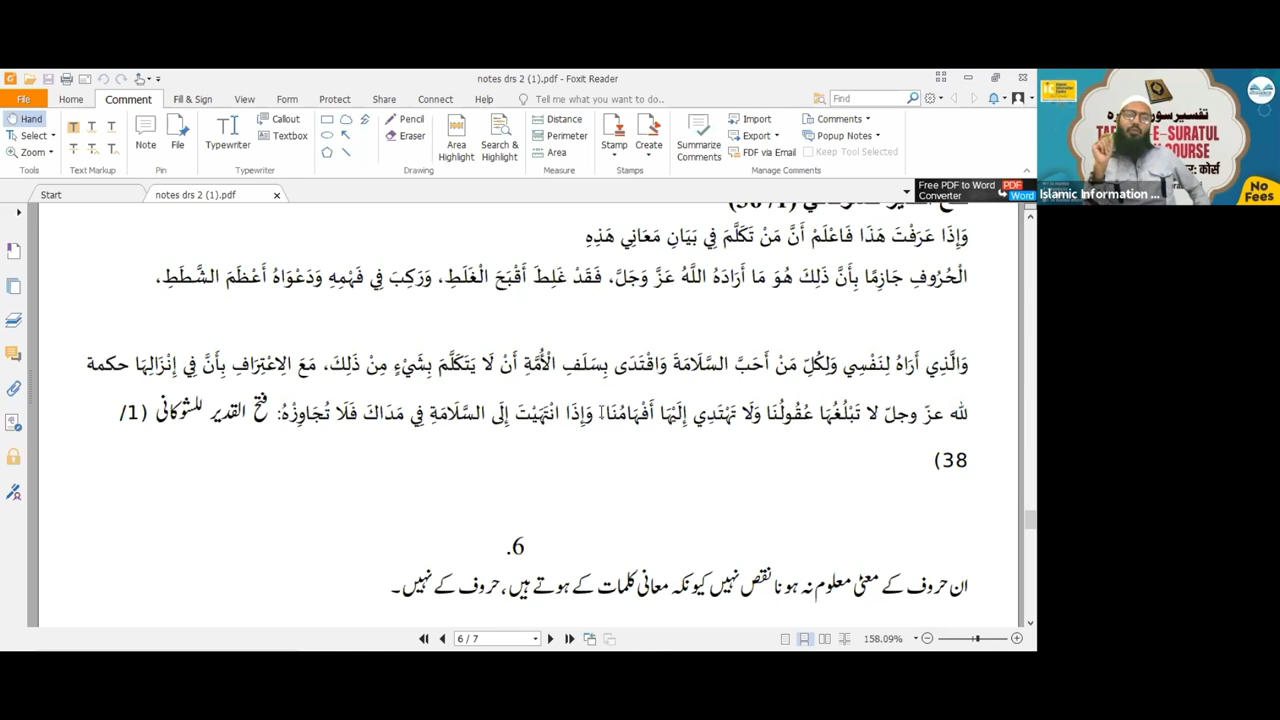 notes drs 2 (1).pdf - Foxit Reader
File Home Comment Fill & Sign View Form Protect Share Connect Help Tell me what you want to do.. Find
Hand
Select
Zoom
Tools
Text Markup
Note
File
Typewriter
Callout
Textbox
Typewriter
Pencil
Eraser
Drawing
Area Highlight
Search & Highlight
Distance
Perimeter
Area
Measure
Stamp
Create
Stamps
Summarize Comments
Import
Export
FDF via Email
Comments
Popup Notes
Keep Tool Selected
Manage Comments
Start
notes drs 2 (1).pdf
Free PDF to Word Converter
PDF Word
وَإِذَا عَرَفْتَ هَذَا فَاعْلَمْ أَنَّ مَنْ تَكَلَّمَ فِي بَيَانِ مَعَانِي هَذِهِ
الْحُرُوفِ جَازِمًا بِأَنَّ ذَلِكَ هُوَ مَا أَرَادَهُ اللَّهُ عَزَّ وَجَلَّ، فَقَدْ غَلِطَ أَقْبَحَ الْغَلَطِ، وَرَكِبَ فِي فَهْمِهِ وَدَعْوَاهُ أَعْظَمَ الشَّطَطِ،
وَالَّذِي أَرَاهُ لِنَفْسِي وَلِكُلِّ مَنْ أَحَبَّ السَّلَامَةَ وَاقْتَدَى بِسَلَفِ الْأُمَّةِ أَنْ لَا يَتَكَلَّمَ بِشَيْءٍ مِنْ ذَلِكَ، مَعَ الِاعْتِرَافِ بِأَنَّ فِي إِنْزَالِهَا حكمة
لله عزّ وجلّ لا تَبْلُغُهَا عُقُولُنَا وَلَا تَهْتَدِي إِلَيْهَا أَفْهَامُنَا، وَإِذَا انْتَهَيْتَ إِلَى السَّلَامَةِ فِي مَدَاكَ فَلَا تُجَاوِزْهُ: فتح القدير للشوكانی (1/
38)
6.
ان حروف کے معنیٰ معلوم نہ ہونا نقص نہیں کیونکہ معانی کلمات کے ہوتے ہیں، حروف کے نہیں۔
6 / 7
158.09%
No Fees
Islamic Information ...